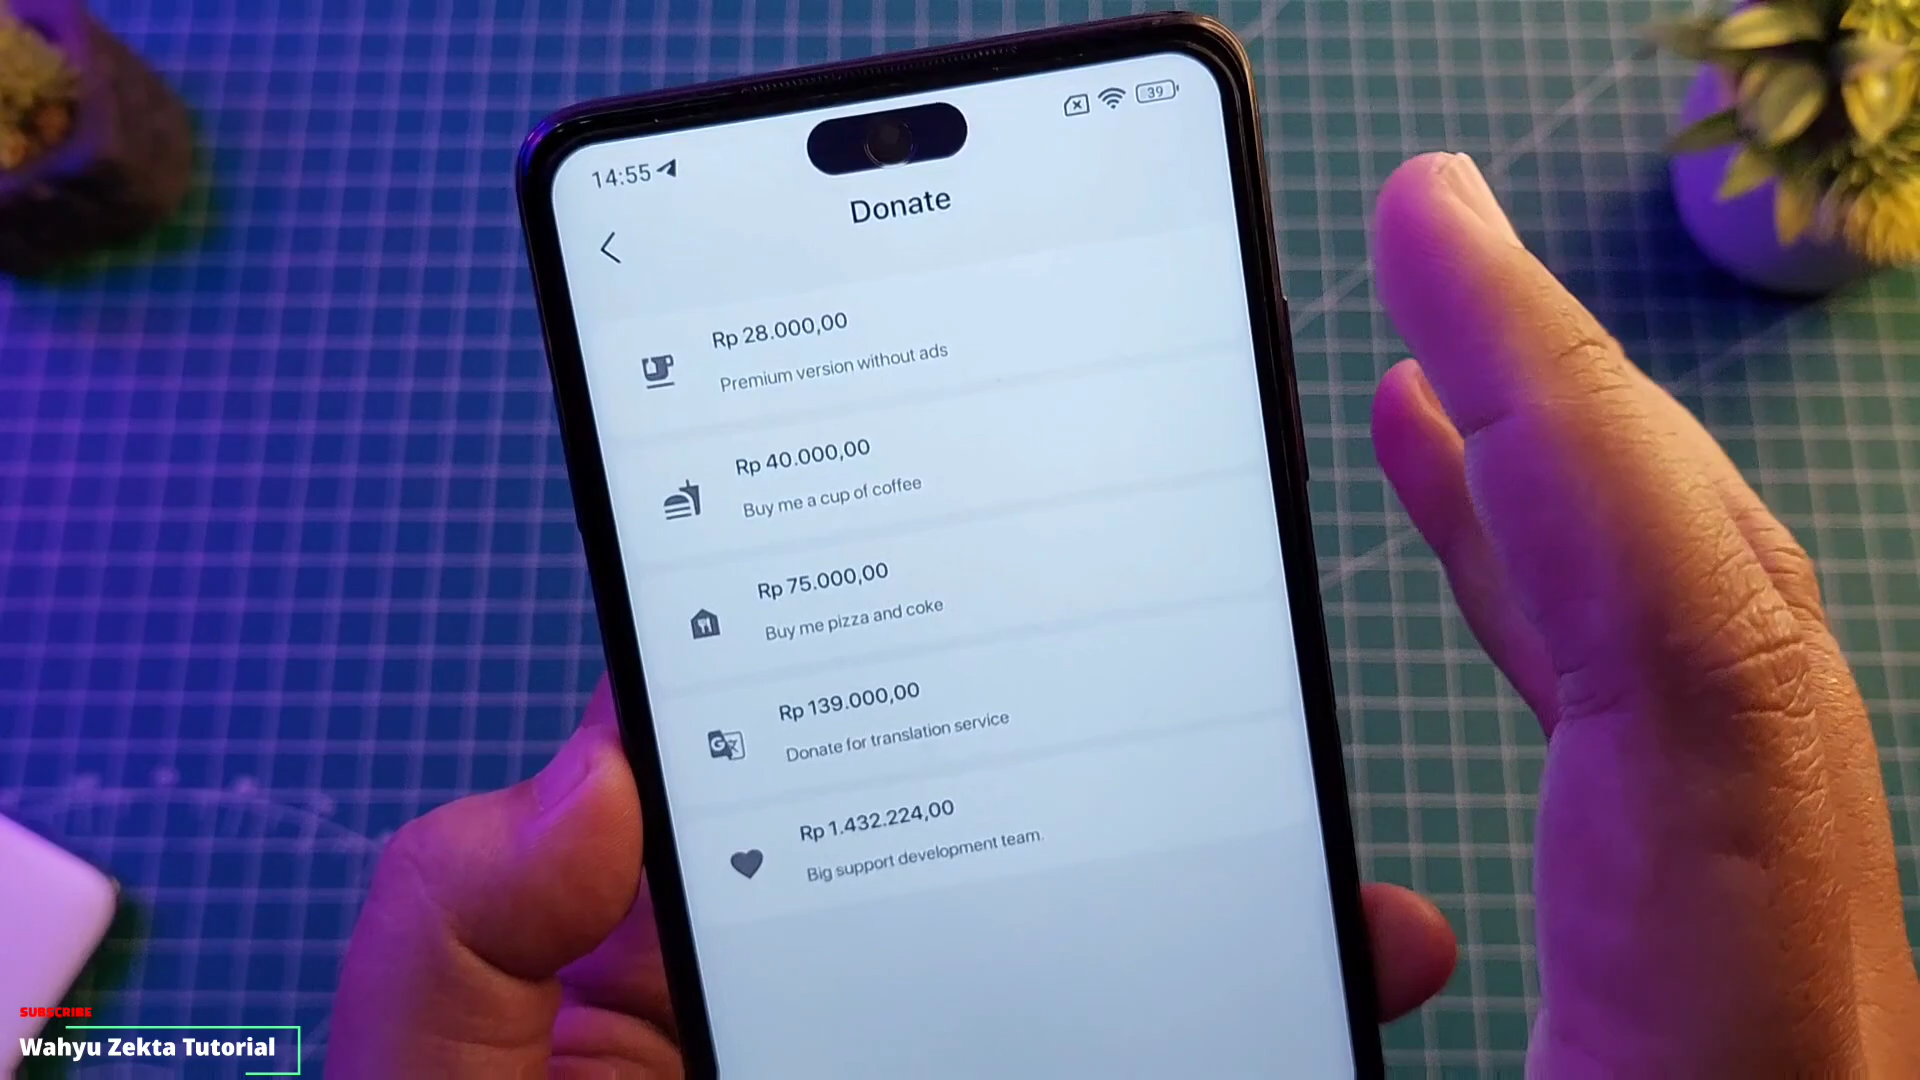 14:55
39
Donate
Rp 28.000,00
Premium version without ads
Rp 40.000,00
Buy me a cup of coffee
Rp 75.000,00
Buy me pizza and coke
Rp 139.000,00
Donate for translation service
Rp 1.432.224,00
Big support development team.
SUBSCRIBE
Wahyu Zekta Tutorial